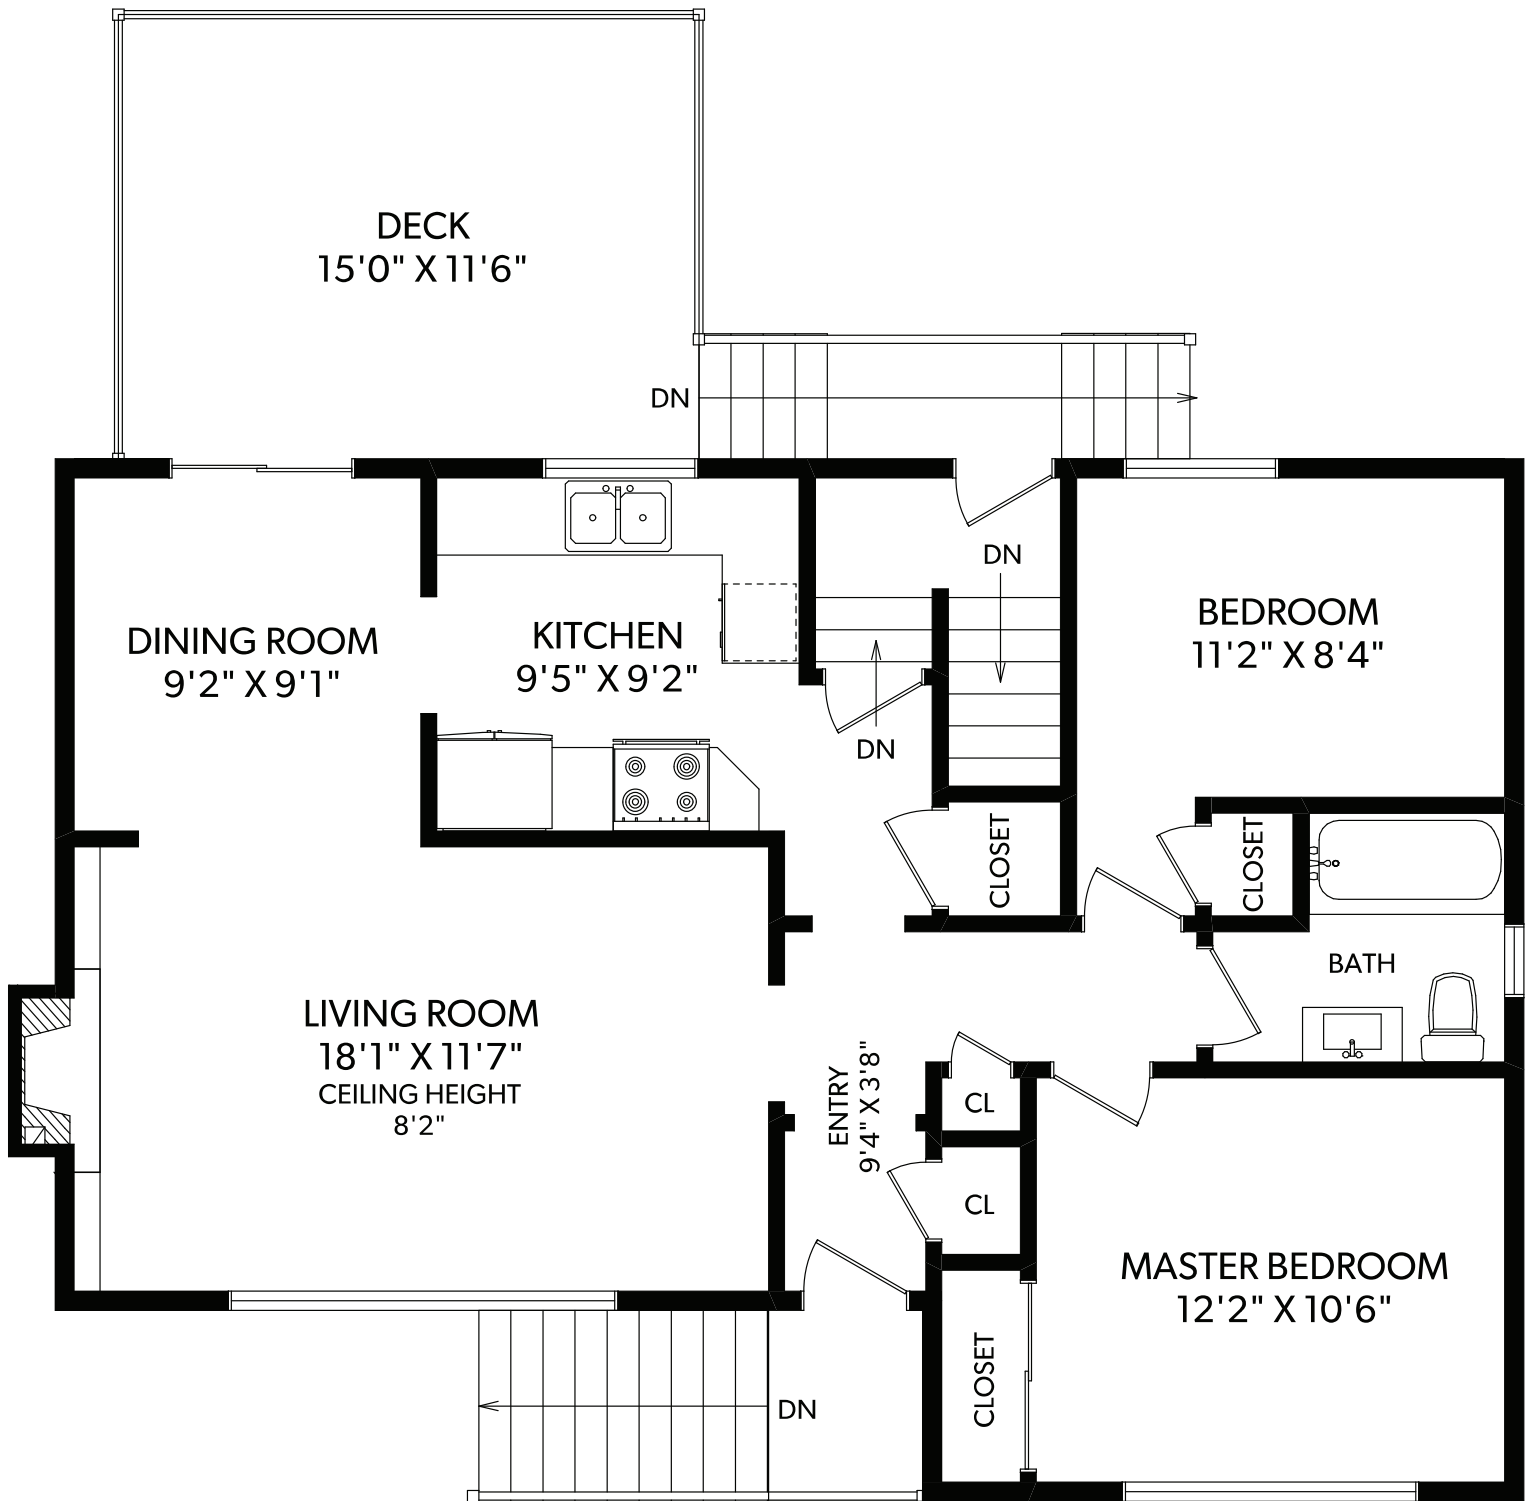 DECK
15'0" X 11'6"
DN
DN
BEDROOM
11'2" X 8'4"
DINING ROOM
9'2" X 9'1"
KITCHEN
9'5" X 9'2"
DN
CLOSET
CLOSET
BATH
LIVING ROOM
18'1" X 11'7"
CEILING HEIGHT
8'2"
ENTRY
9'4" X 3'8"
CL
CL
MASTER BEDROOM
12'2" X 10'6"
CLOSET
DN